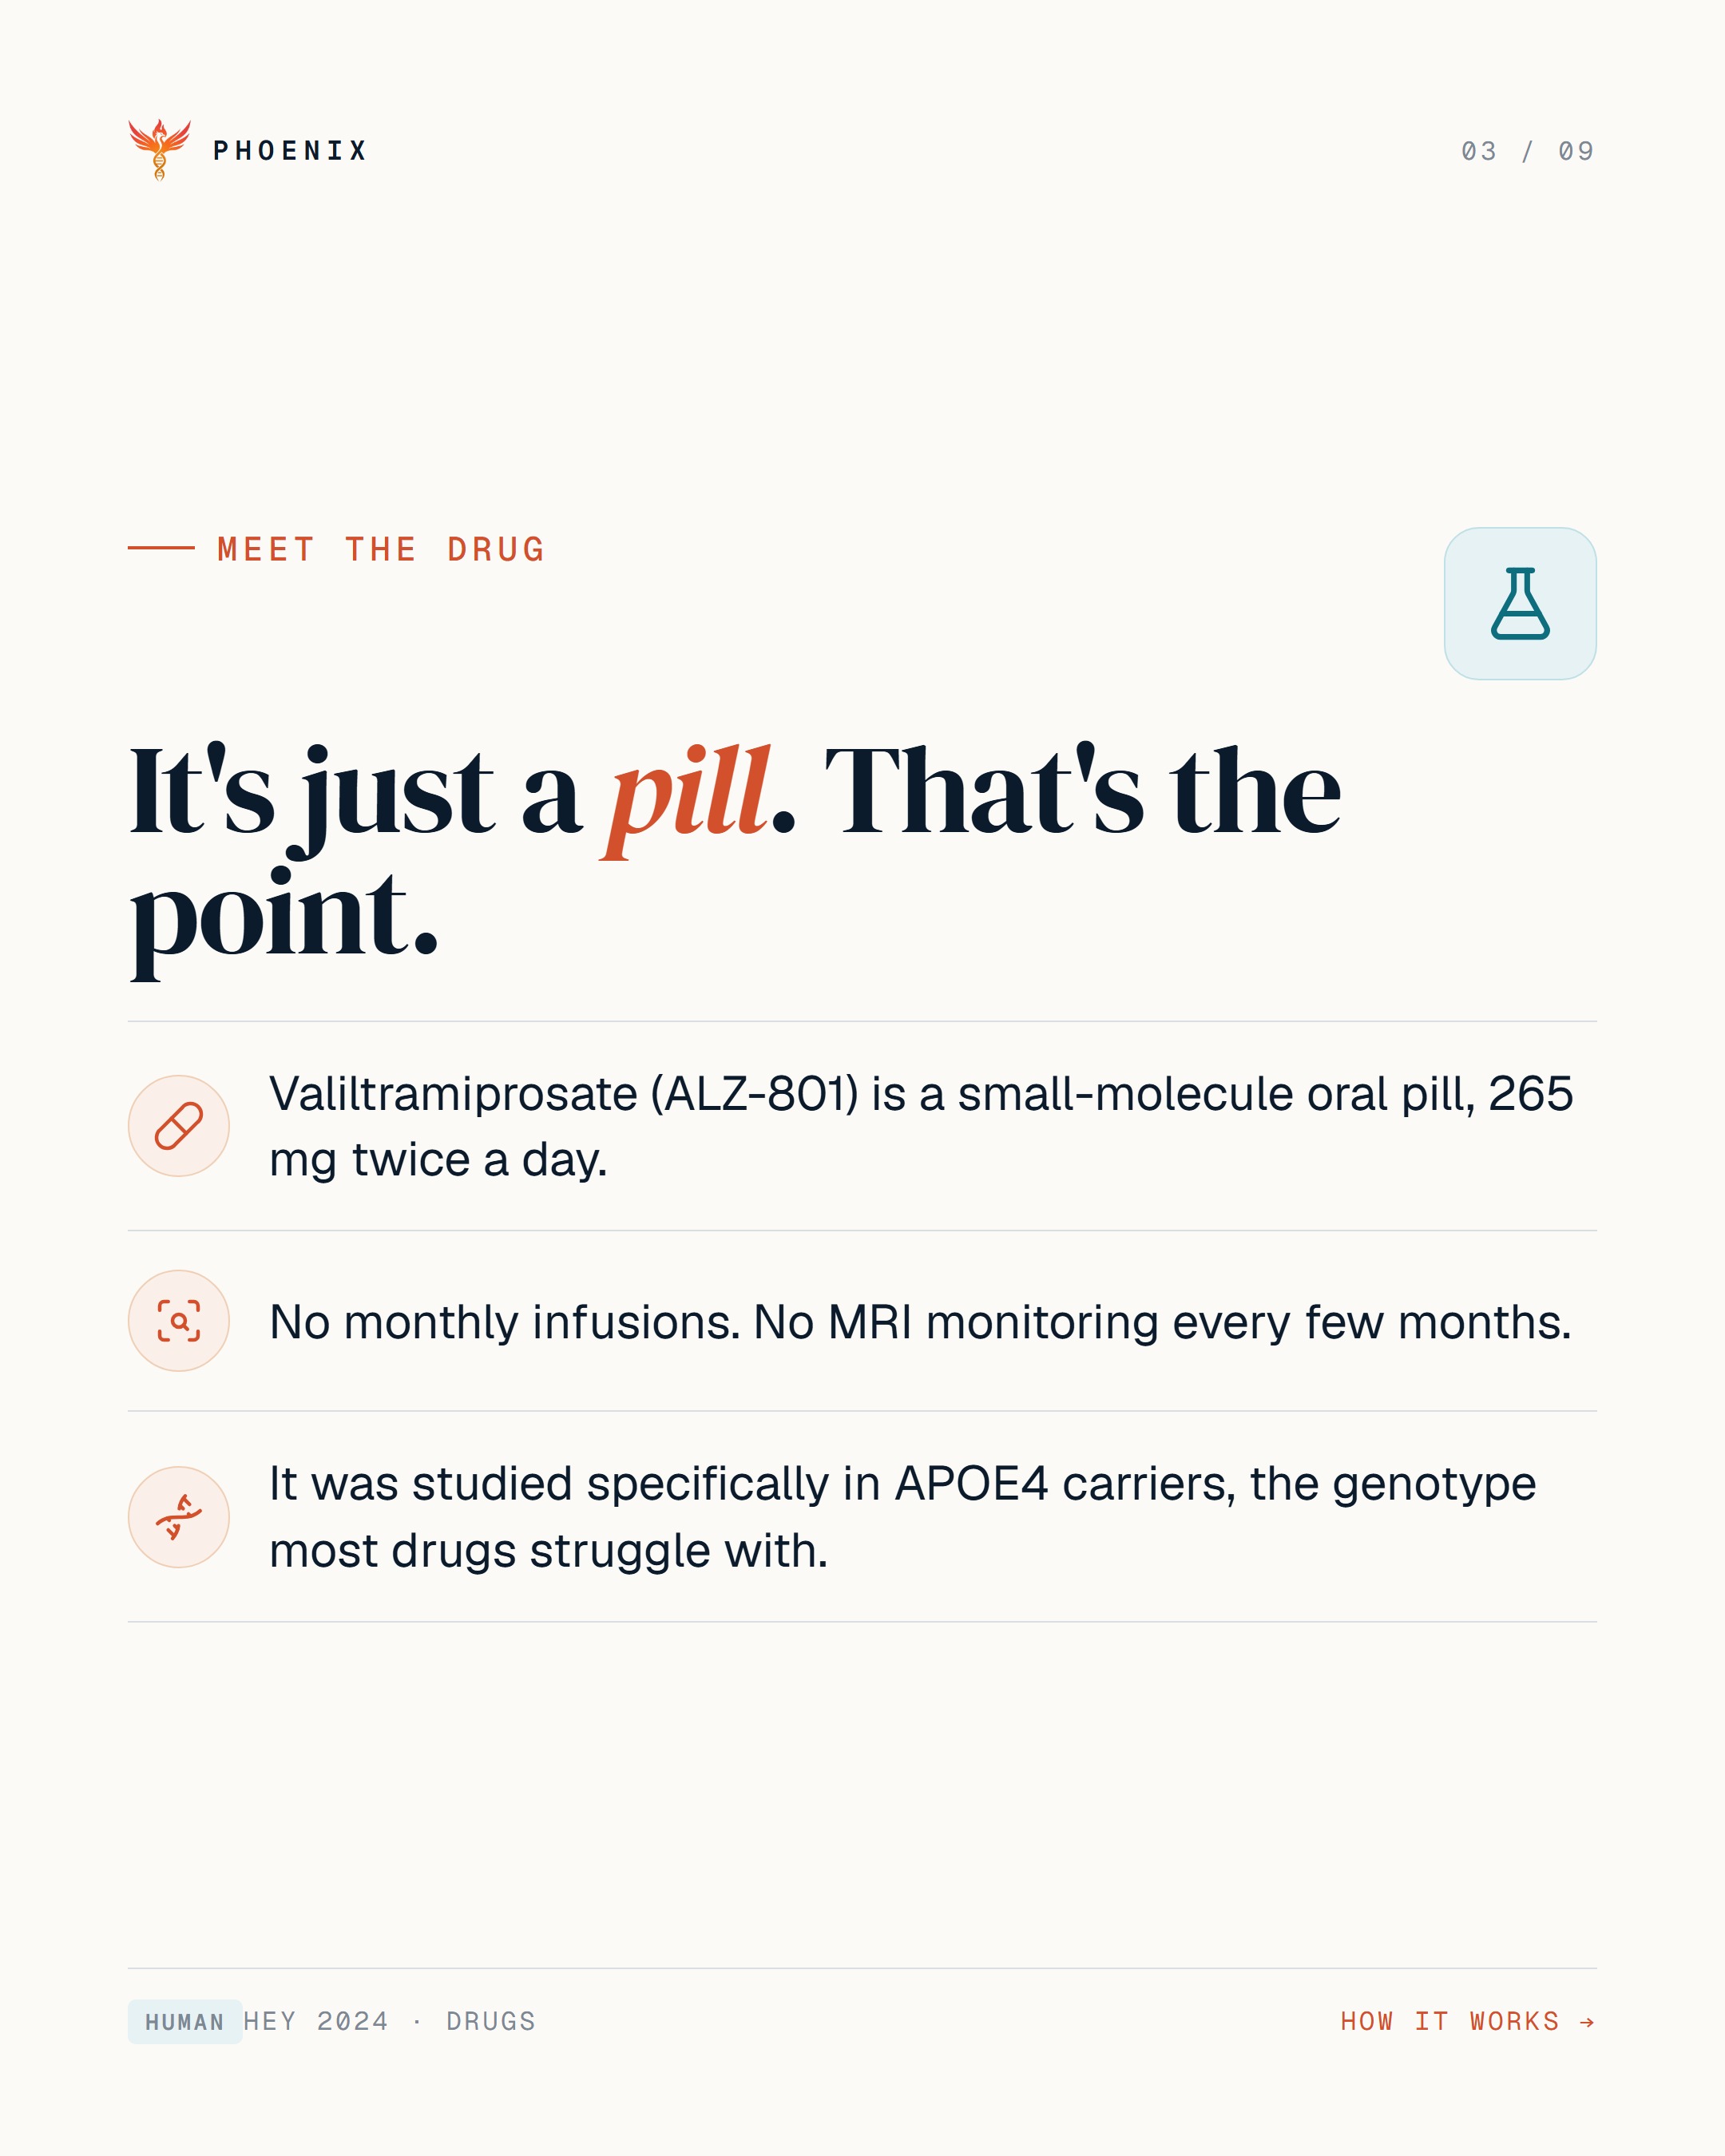 PHOENIX
03 / 09
MEET THE DRUG
It's just a pill. That's the
point.
Valiltramiprosate (ALZ-801) is a small-molecule oral pill, 265
mg twice a day.
No monthly infusions. No MRI monitoring every few months.
It was studied specifically in APOE4 carriers, the genotype
most drugs struggle with.
HUMAN HEY 2024 · DRUGS
HOW IT WORKS →